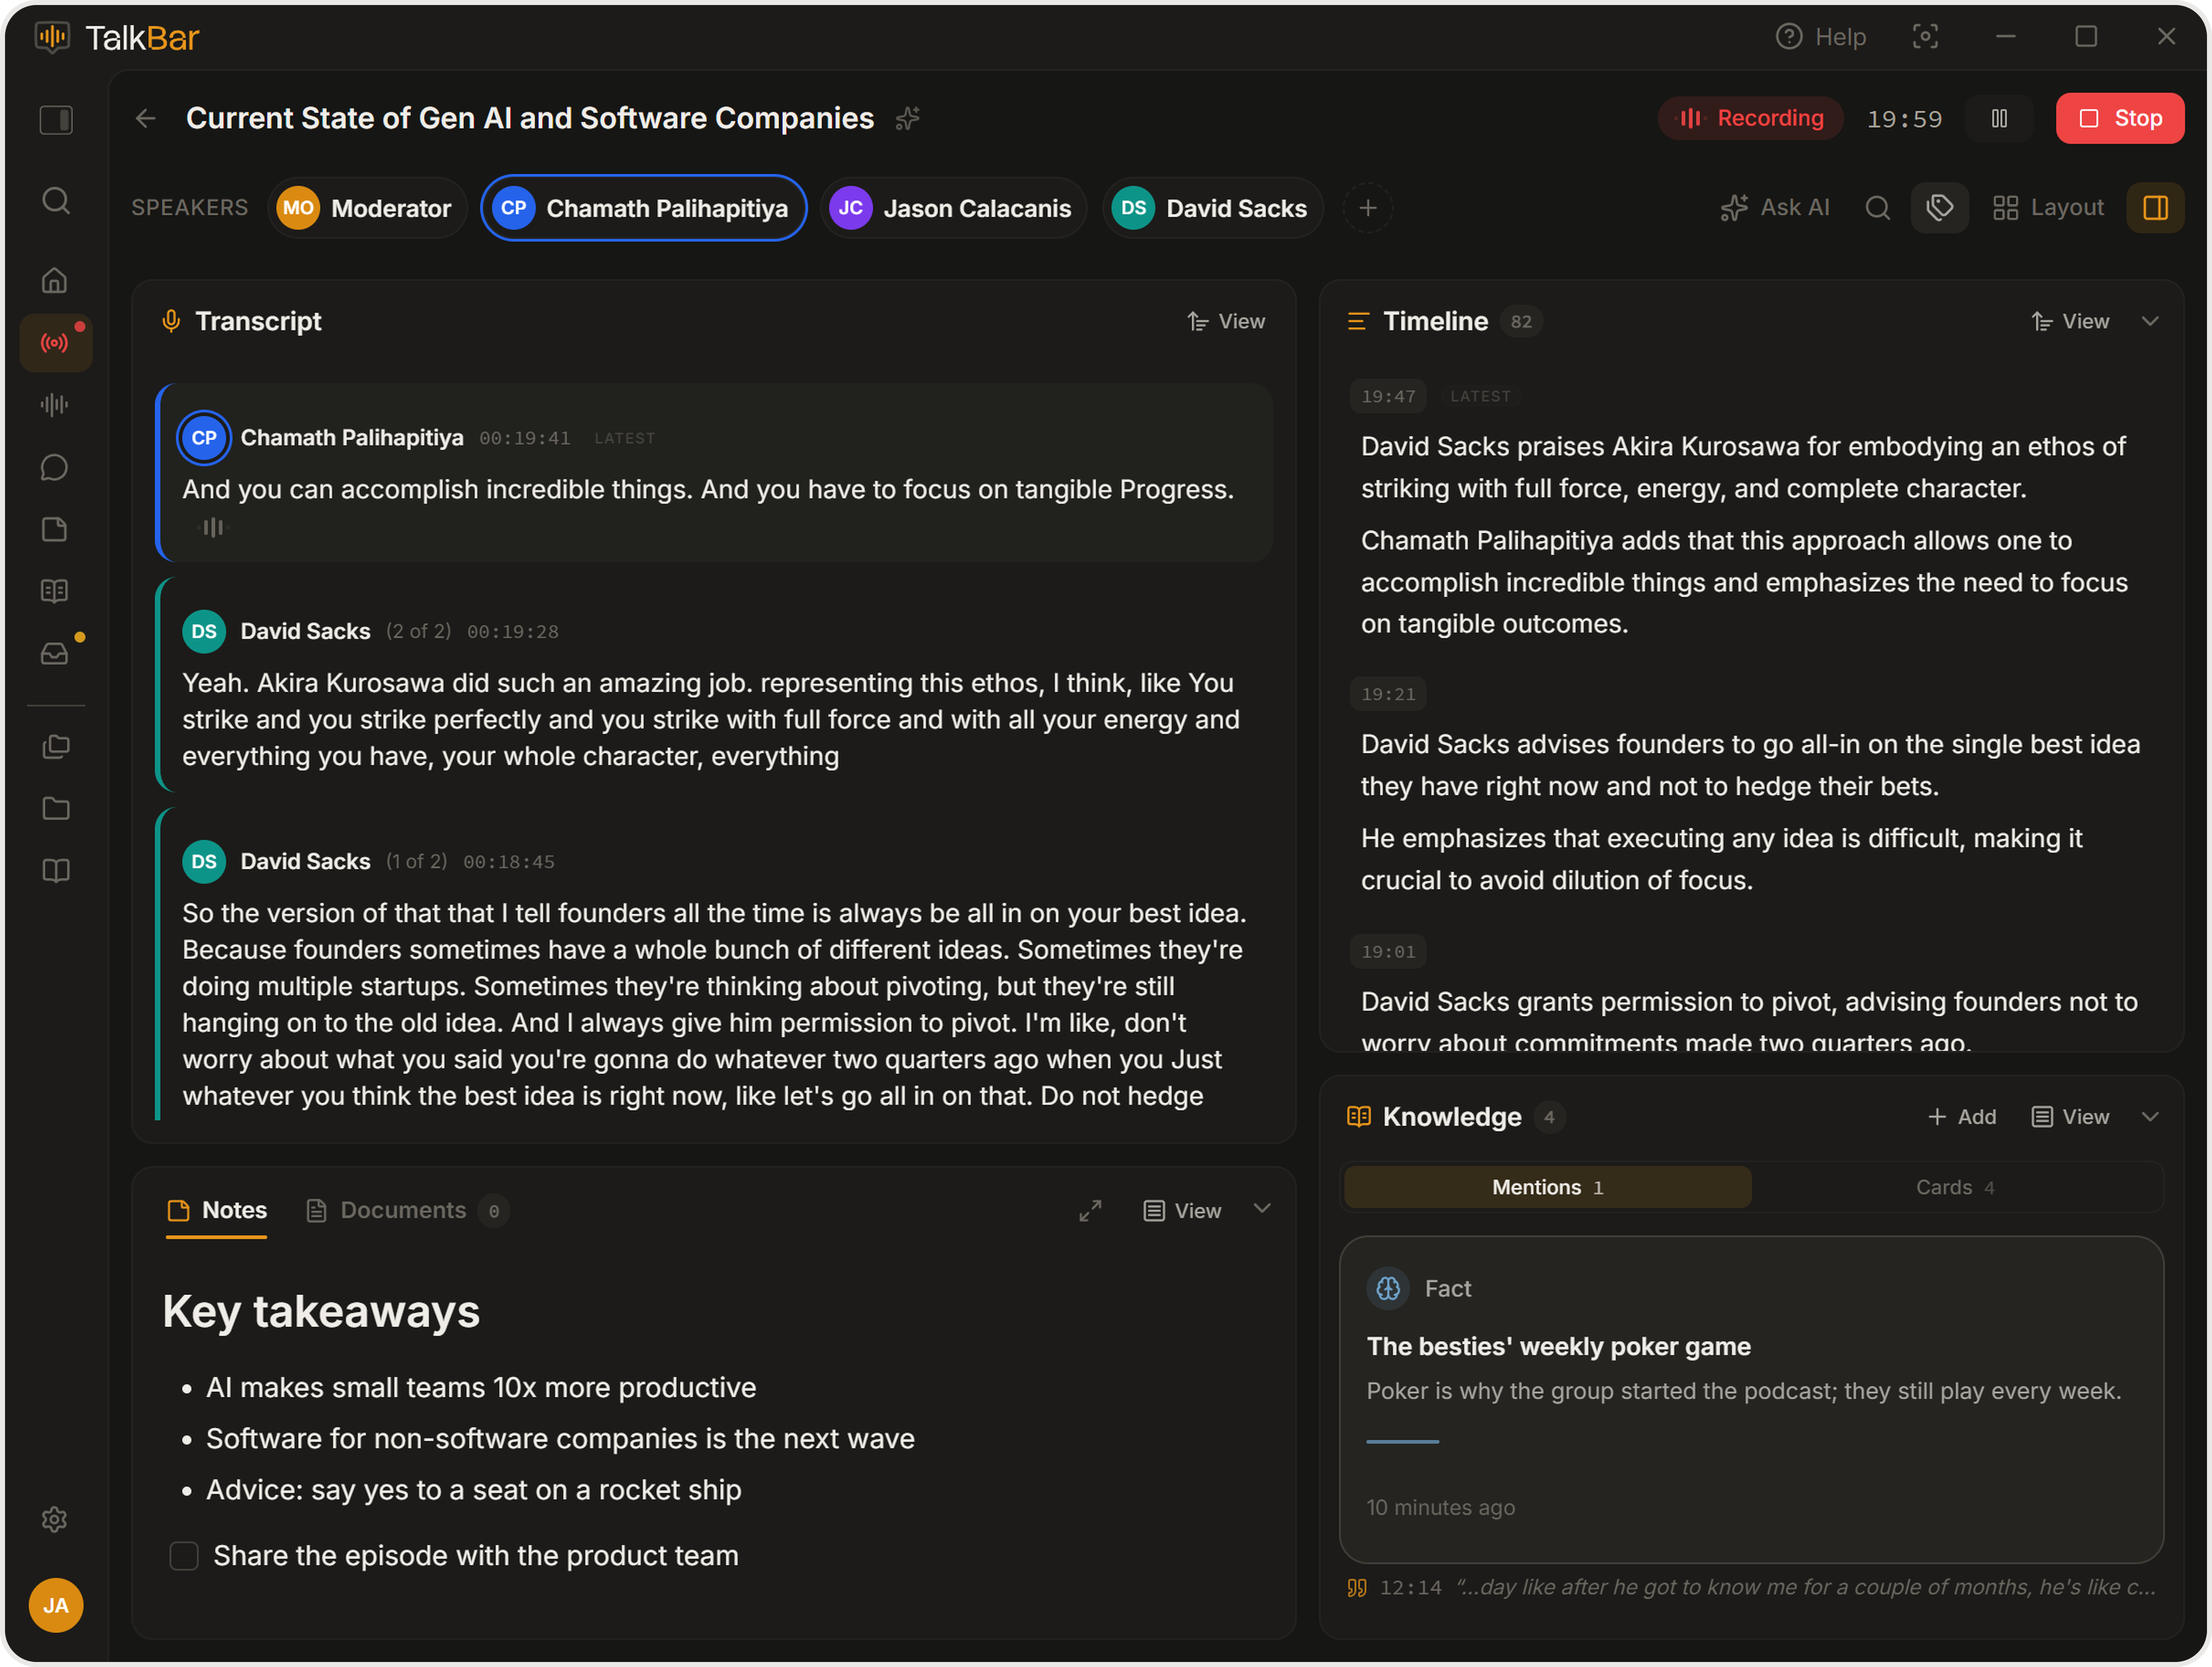 TalkBar
Help
Current State of Gen AI and Software Companies
Recording
19:59
Stop
SPEAKERS
MO Moderator
CP Chamath Palihapitiya
JC Jason Calacanis
DS David Sacks
Ask AI
Layout
Transcript
View
CP Chamath Palihapitiya 00:19:41 LATEST
And you can accomplish incredible things. And you have to focus on tangible Progress.
DS David Sacks (2 of 2) 00:19:28
Yeah. Akira Kurosawa did such an amazing job. representing this ethos, I think, like You
strike and you strike perfectly and you strike with full force and with all your energy and
everything you have, your whole character, everything
DS David Sacks (1 of 2) 00:18:45
So the version of that that I tell founders all the time is always be all in on your best idea.
Because founders sometimes have a whole bunch of different ideas. Sometimes they're
doing multiple startups. Sometimes they're thinking about pivoting, but they're still
hanging on to the old idea. And I always give him permission to pivot. I'm like, don't
worry about what you said you're gonna do whatever two quarters ago when you Just
whatever you think the best idea is right now, like let's go all in on that. Do not hedge
Notes
Documents 0
View
Key takeaways
• AI makes small teams 10x more productive
• Software for non-software companies is the next wave
• Advice: say yes to a seat on a rocket ship
Share the episode with the product team
Timeline 82
View
19:47 LATEST
David Sacks praises Akira Kurosawa for embodying an ethos of
striking with full force, energy, and complete character.
Chamath Palihapitiya adds that this approach allows one to
accomplish incredible things and emphasizes the need to focus
on tangible outcomes.
19:21
David Sacks advises founders to go all-in on the single best idea
they have right now and not to hedge their bets.
He emphasizes that executing any idea is difficult, making it
crucial to avoid dilution of focus.
19:01
David Sacks grants permission to pivot, advising founders not to
worry about commitments made two quarters ago.
Knowledge 4
Add
View
Mentions 1
Cards 4
Fact
The besties' weekly poker game
Poker is why the group started the podcast; they still play every week.
10 minutes ago
12:14 “...day like after he got to know me for a couple of months, he's like c...
JA